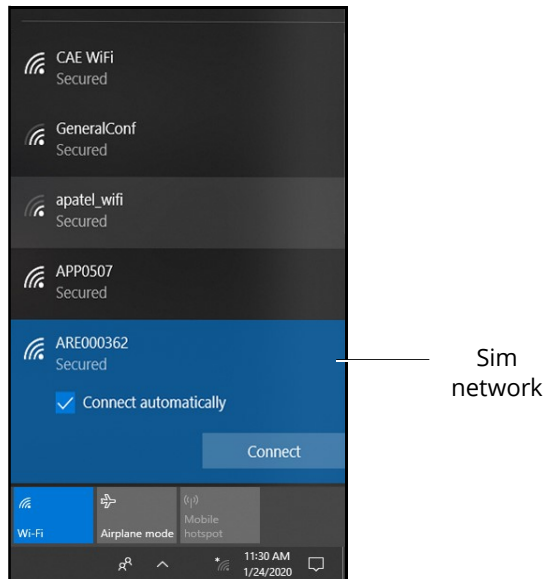 CAE WiFi
Secured
GeneralConf
Secured
apatel_wifi
Secured
APP0507
Secured
ARE000362
Secured
Connect automatically
Connect
Sim
network
Wi-Fi
Airplane mode
Mobile
hotspot
11:30 AM
1/24/2020